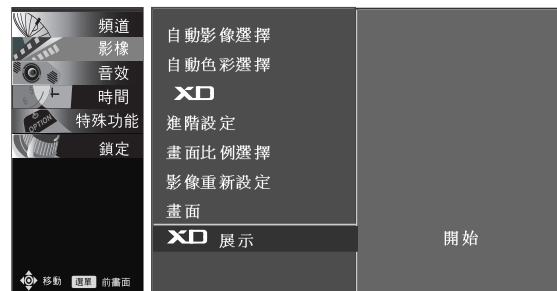 頻道
影橡
音效
時間
特殊功能
OPTION
鎖定
移動 選單 前畫面
自動影像選擇
自動色彩選擇
XD
進階設定
畫面比例選擇
影像重新設定
畫面
XD 展示
開始